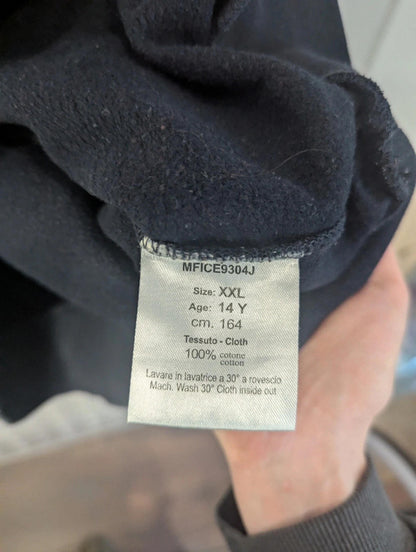 MFICE9304J
Size: XXL
Age: 14 Y
cm. 164
Tessuto - Cloth
100% cotone
cotton
Lavare in lavatrice a 30° a rovescio
Mach. Wash 30° Cloth inside out